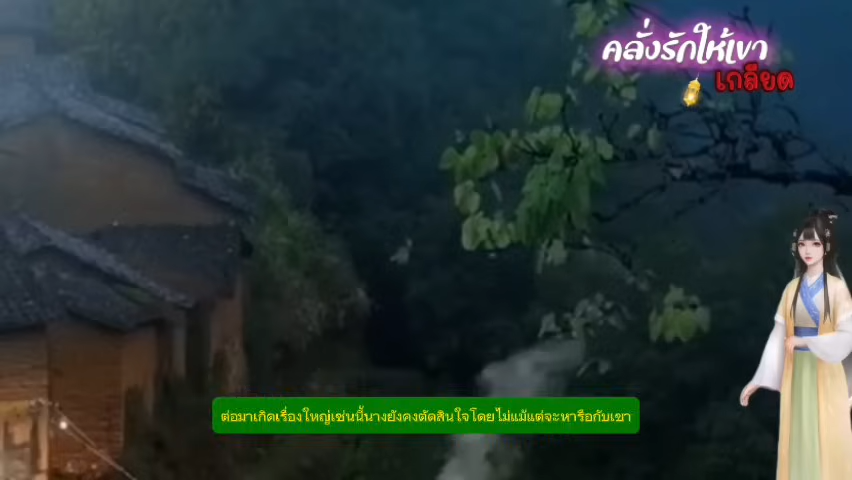 คลั่งรักให้เขา
เกลียด
ต่อมาเกิดเรื่องใหญ่เช่นนี้นางยังคงตัดสินใจโดยไม่แม้แต่จะหารือกับเขา